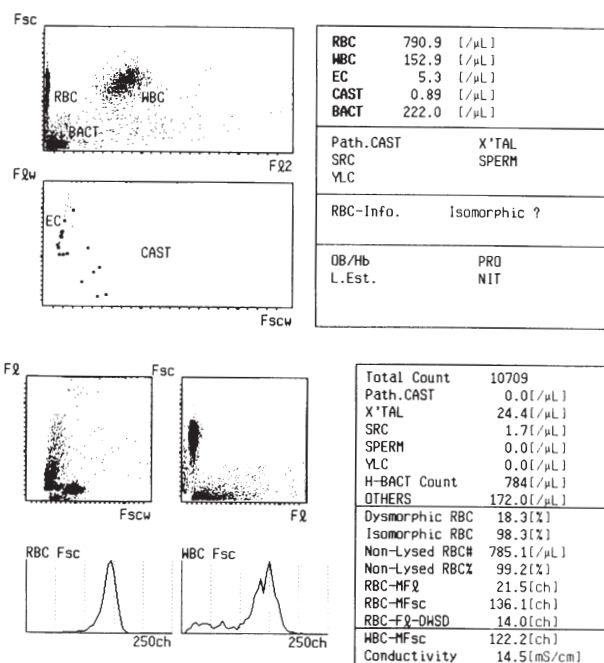 Fsc
RBC
WBC
BACT
Fℓ2
Fℓw
EC
CAST
Fscw
RBC 790.9 [/μL]
WBC 152.9 [/μL]
EC 5.3 [/μL]
CAST 0.89 [/μL]
BACT 222.0 [/μL]
Path.CAST X'TAL
SRC SPERM
YLC
RBC-Info. Isomorphic ?
OB/Hb PRO
L.Est. NIT
Fℓ
Fscw
Fsc
Fℓ
RBC Fsc
250ch
WBC Fsc
250ch
Total Count 10709
Path.CAST 0.0[/μL]
X'TAL 24.4[/μL]
SRC 1.7[/μL]
SPERM 0.0[/μL]
YLC 0.0[/μL]
H-BACT Count 784[/μL]
OTHERS 172.0[/μL]
Dysmorphic RBC 18.3[%]
Isomorphic RBC 98.3[%]
Non-Lysed RBC# 785.1[/μL]
Non-Lysed RBC% 99.2[%]
RBC-MFℓ 21.5[ch]
RBC-MFsc 136.1[ch]
RBC-Fℓ-DWSD 14.0[ch]
WBC-MFsc 122.2[ch]
Conductivity 14.5[mS/cm]